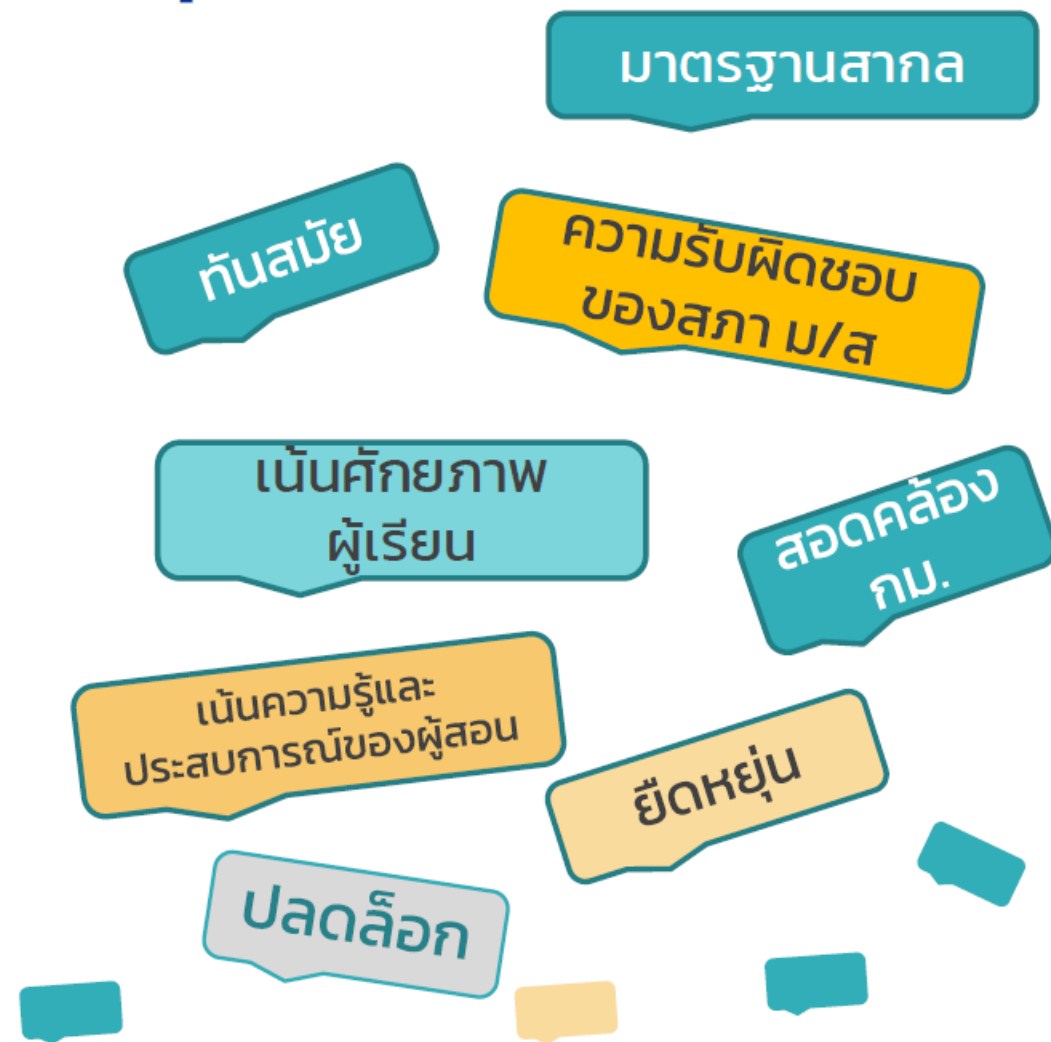 มาตรฐานสากล
ทันสมัย
ความรับผิดชอบ
ของสภา ม/ส
เน้นศักยภาพ
ผู้เรียน
สอดคล้อง
กม.
เน้นความรู้และ
ประสบการณ์ของผู้สอน
ยืดหยุ่น
ปลดล็อก